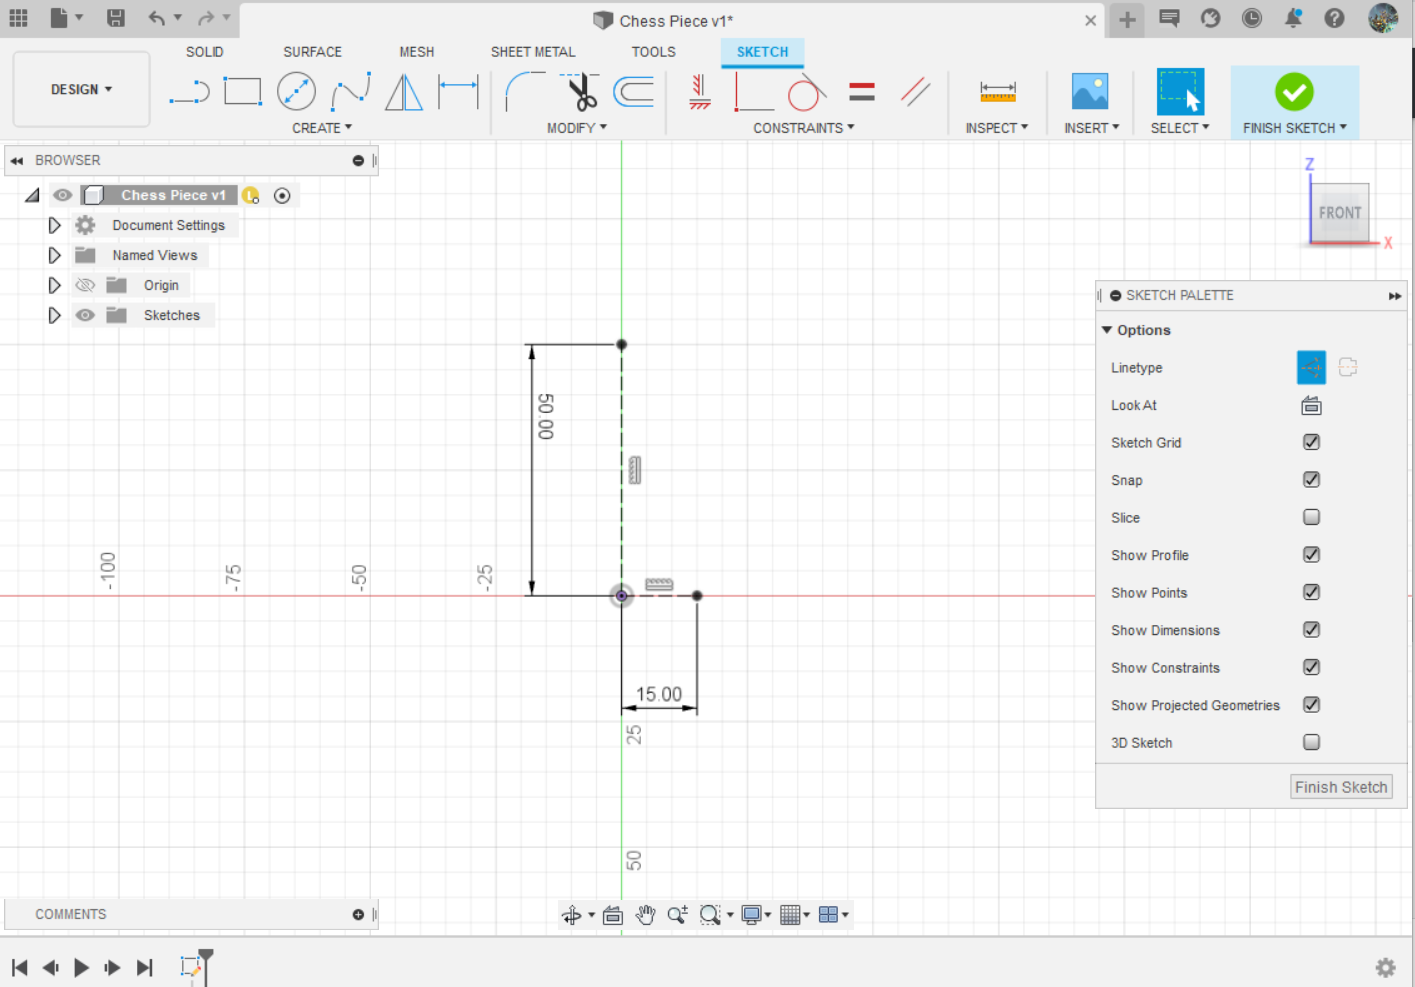 Chess Piece v1*
SOLID SURFACE MESH SHEET METAL TOOLS SKETCH
DESIGN
CREATE MODIFY CONSTRAINTS INSPECT INSERT SELECT FINISH SKETCH
BROWSER
Chess Piece v1
Document Settings
Named Views
Origin
Sketches
Z
FRONT
X
50.00
-100
-75
-50
-25
15.00
25
50
SKETCH PALETTE
Options
Linetype
Look At
Sketch Grid
Snap
Slice
Show Profile
Show Points
Show Dimensions
Show Constraints
Show Projected Geometries
3D Sketch
Finish Sketch
COMMENTS